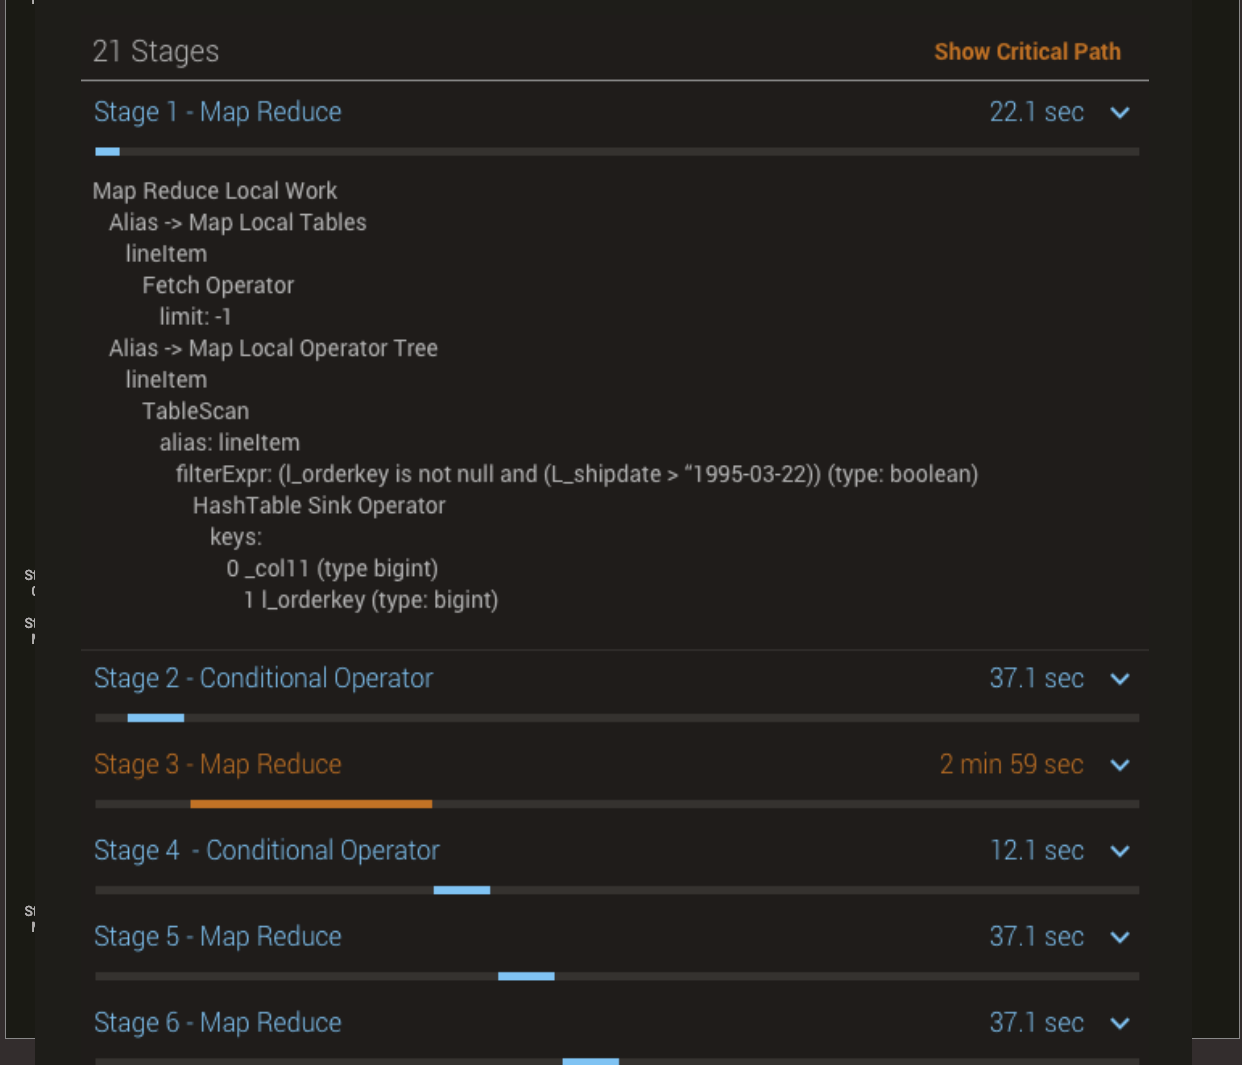 21 Stages Show Critical Path
Stage 1 - Map Reduce 22.1 sec
Map Reduce Local Work
Alias -> Map Local Tables
lineItem
Fetch Operator
limit: -1
Alias -> Map Local Operator Tree
lineItem
TableScan
alias: lineItem
filterExpr: (l_orderkey is not null and (L_shipdate > “1995-03-22)) (type: boolean)
HashTable Sink Operator
keys:
0 _col11 (type bigint)
1 l_orderkey (type: bigint)
Stage 2 - Conditional Operator 37.1 sec
Stage 3 - Map Reduce 2 min 59 sec
Stage 4 - Conditional Operator 12.1 sec
Stage 5 - Map Reduce 37.1 sec
Stage 6 - Map Reduce 37.1 sec